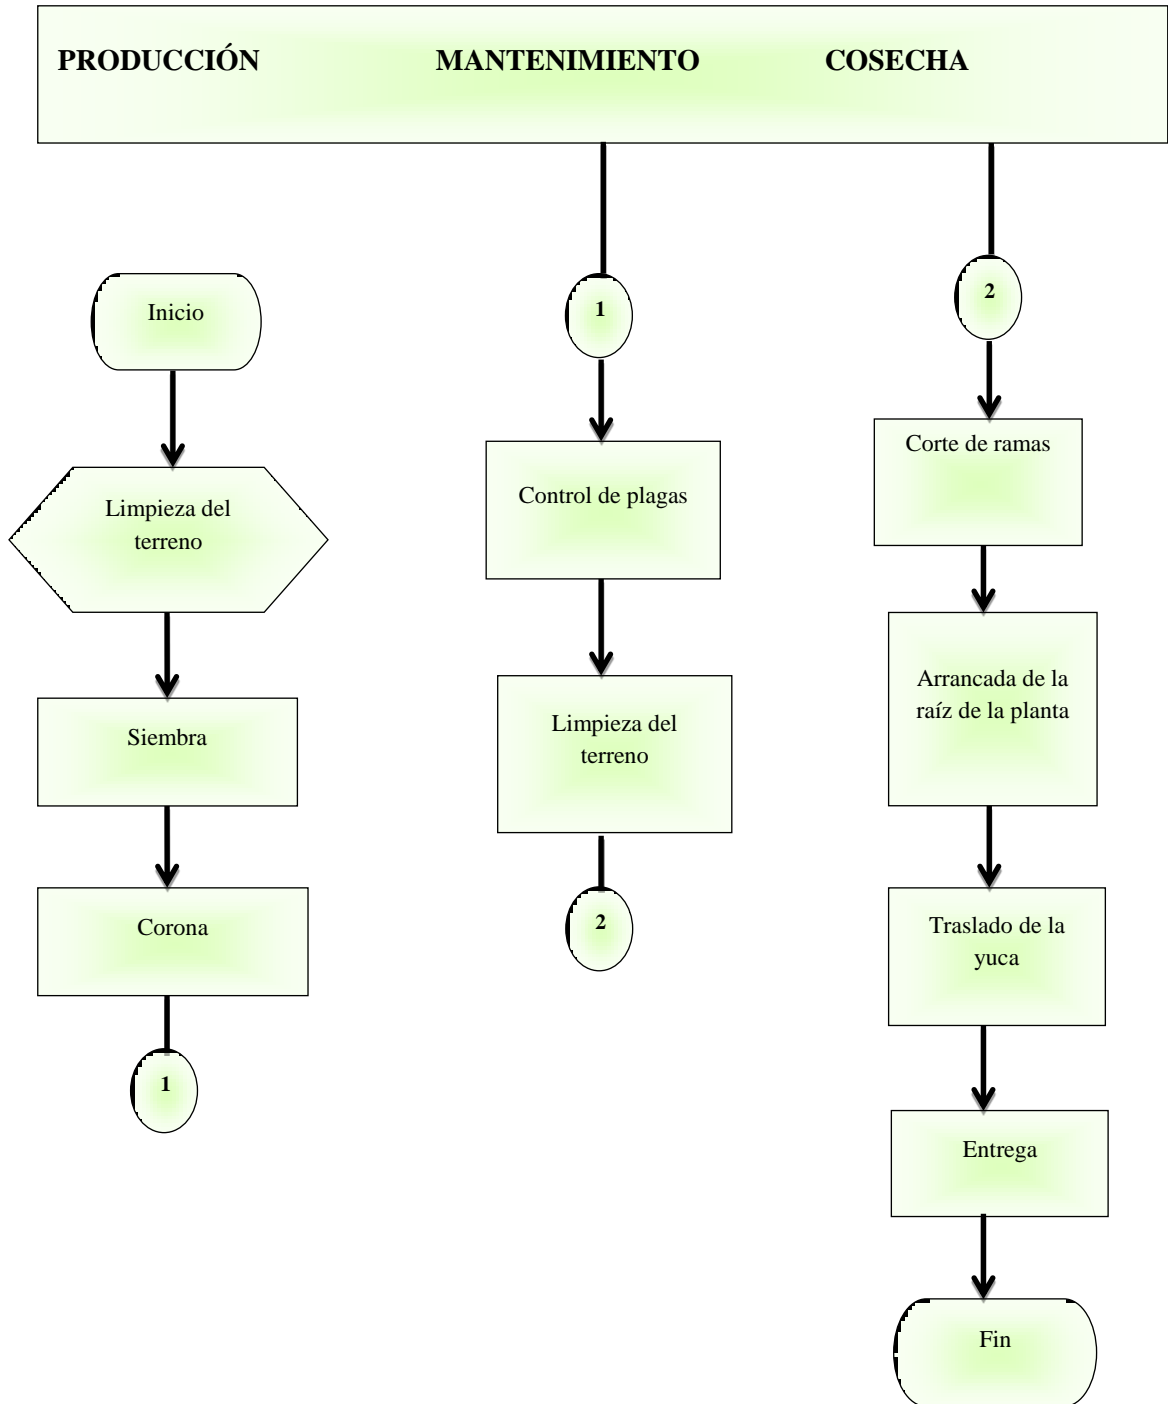 PRODUCCIÓN MANTENIMIENTO COSECHA
Inicio
Limpieza del
terreno
Siembra
Corona
1
1
Control de plagas
Limpieza del
terreno
2
2
Corte de ramas
Arrancada de la
raíz de la planta
Traslado de la
yuca
Entrega
Fin